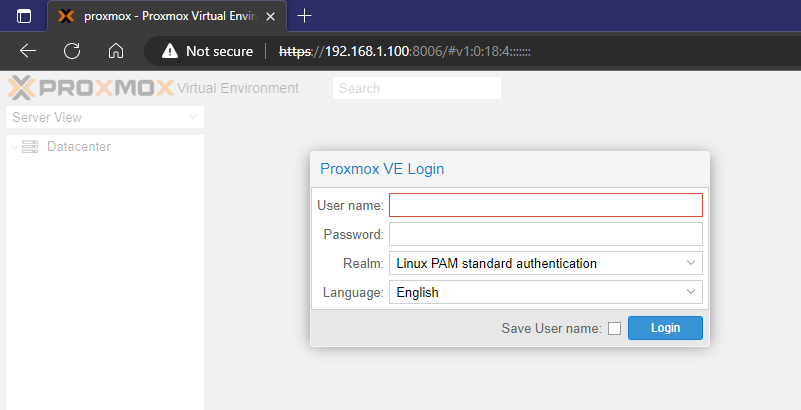 proxmox - Proxmox Virtual Enviro
Not secure https://192.168.1.100:8006/#v1:0:18:4:::::::
PROXMOX Virtual Environment Search
Server View
Datacenter
Proxmox VE Login
User name:
Password:
Realm: Linux PAM standard authentication
Language: English
Save User name: Login